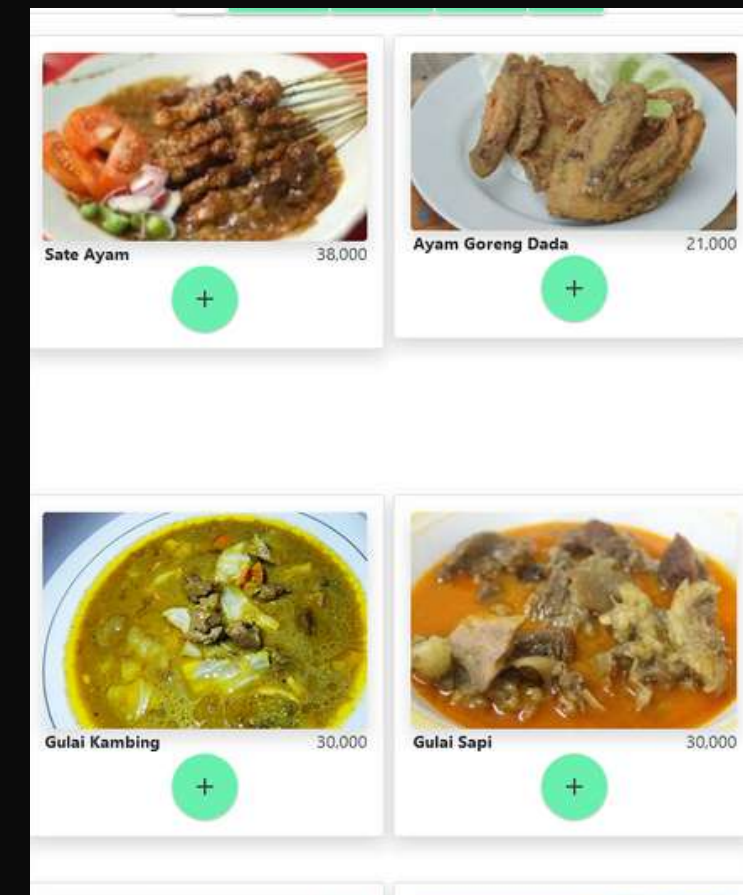 Sate Ayam 38,000
+
Ayam Goreng Dada 21,000
+
Gulai Kambing 30,000
+
Gulai Sapi 30,000
+